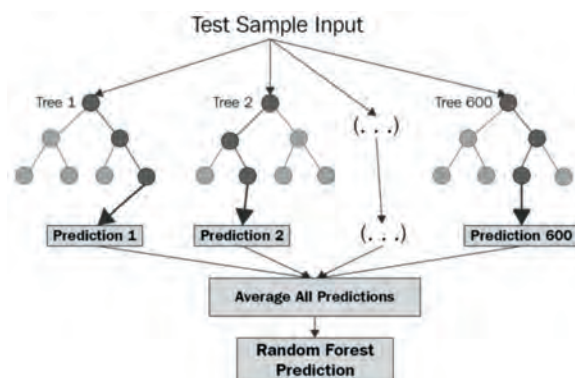 Test Sample Input
Tree 1
Tree 2
Tree 600
(. . .)
Prediction 1
Prediction 2
(. . .)
Prediction 600
Average All Predictions
Random Forest
Prediction